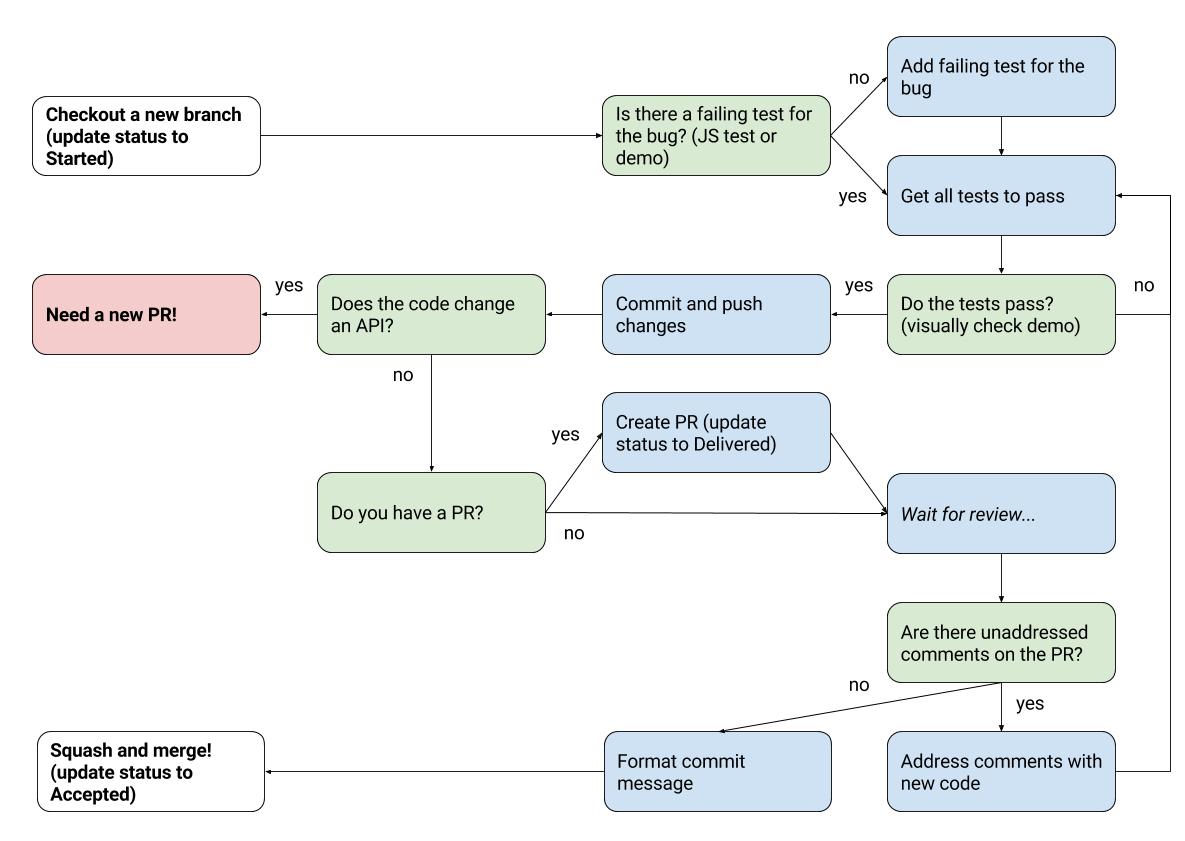 Checkout a new branch
(update status to
Started)
Is there a failing test for
the bug? (JS test or
demo)
no
yes
Add failing test for the
bug
Get all tests to pass
Need a new PR!
yes
Does the code change
an API?
Commit and push
changes
yes
Do the tests pass?
(visually check demo)
no
no
Create PR (update
status to Delivered)
yes
Do you have a PR?
no
Wait for review...
Are there unaddressed
comments on the PR?
no
yes
Squash and merge!
(update status to
Accepted)
Format commit
message
Address comments with
new code